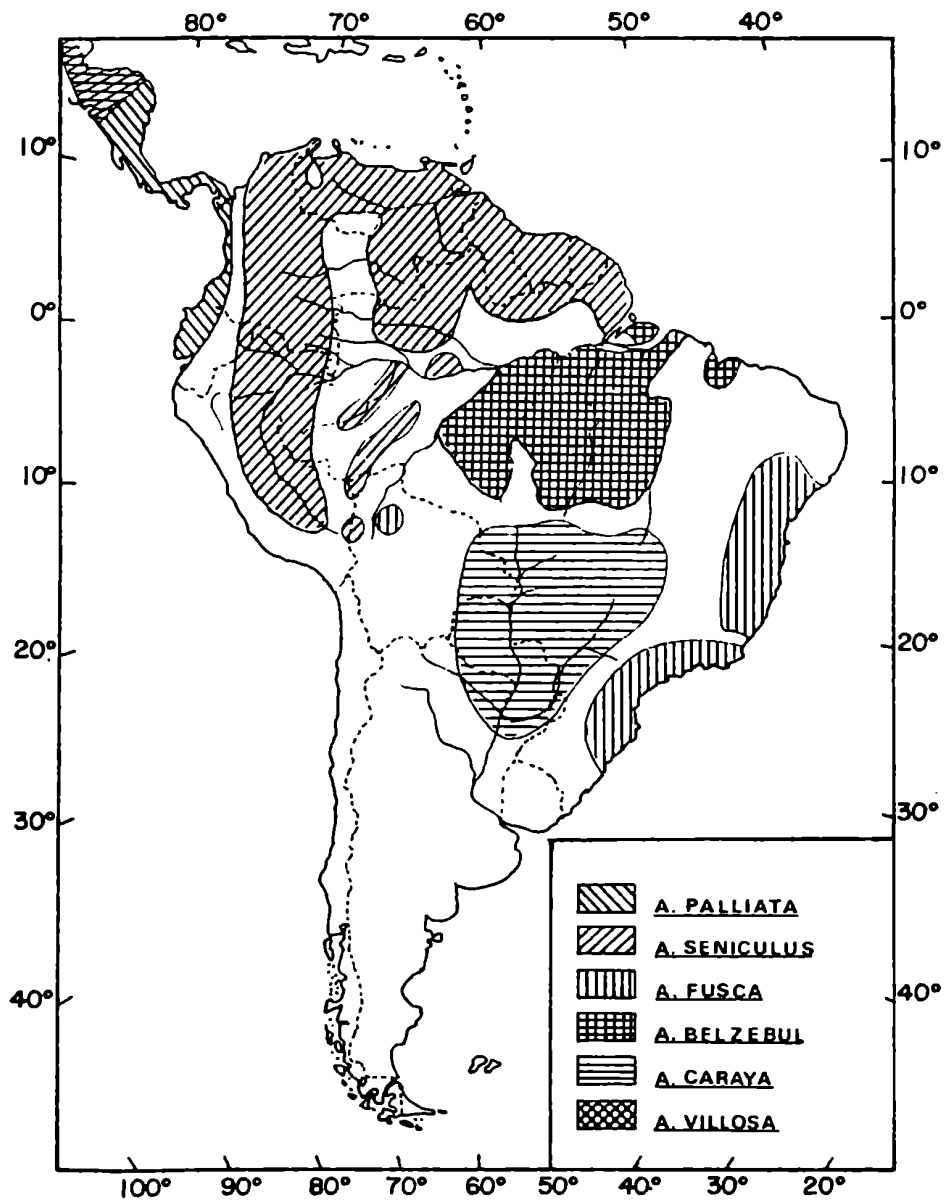 80° 70° 60° 50° 40°
10° 10°
0° 0°
10° 10°
20° 20°
30° 30°
40° 40°
A. PALLIATA
A. SENICULUS
A. FUSCA
A. BELZEBUL
A. CARAYA
A. VILLOSA
100° 90° 80° 70° 60° 50° 40° 30° 20°